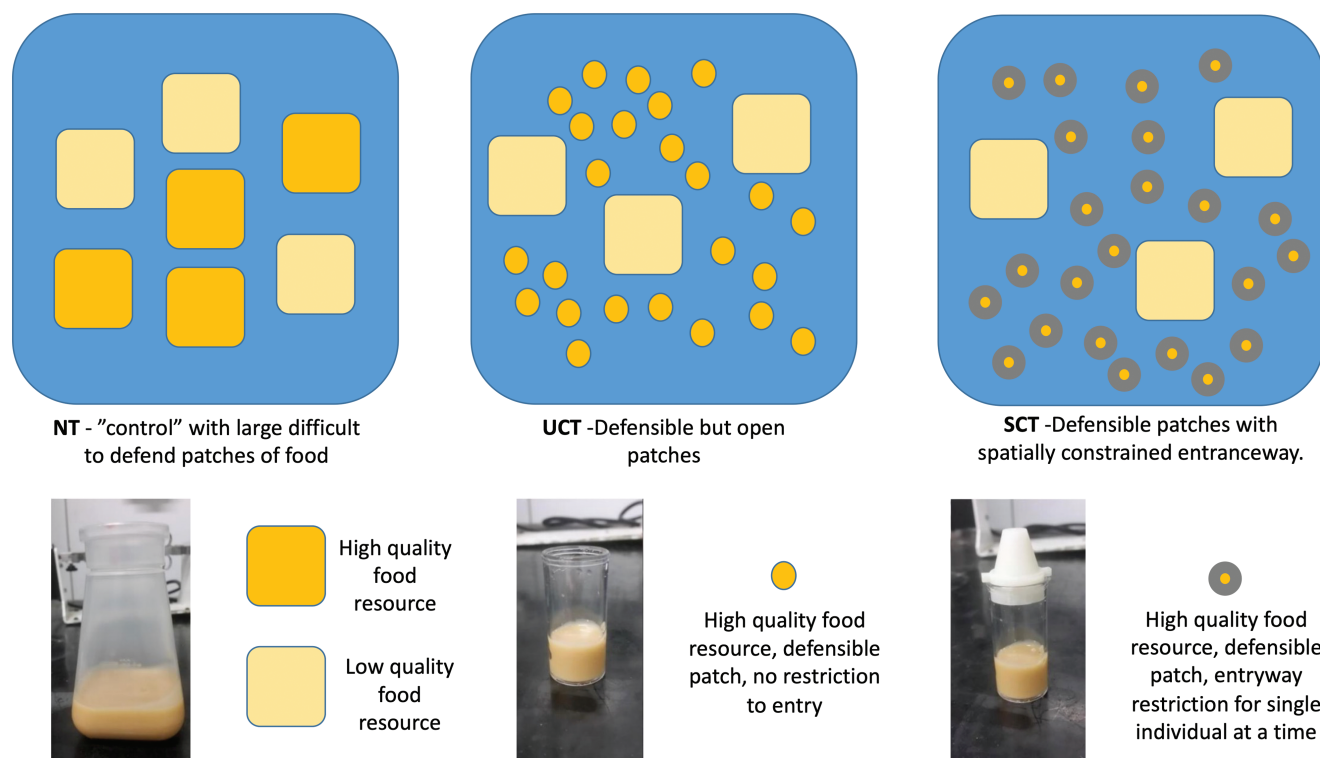 NT - ”control” with large difficult
to defend patches of food
UCT -Defensible but open
patches
SCT -Defensible patches with
spatially constrained entranceway.
High quality
food
resource
Low quality
food
resource
High quality food
resource, defensible
patch, no restriction
to entry
High quality food
resource, defensible
patch, entryway
restriction for single
individual at a time